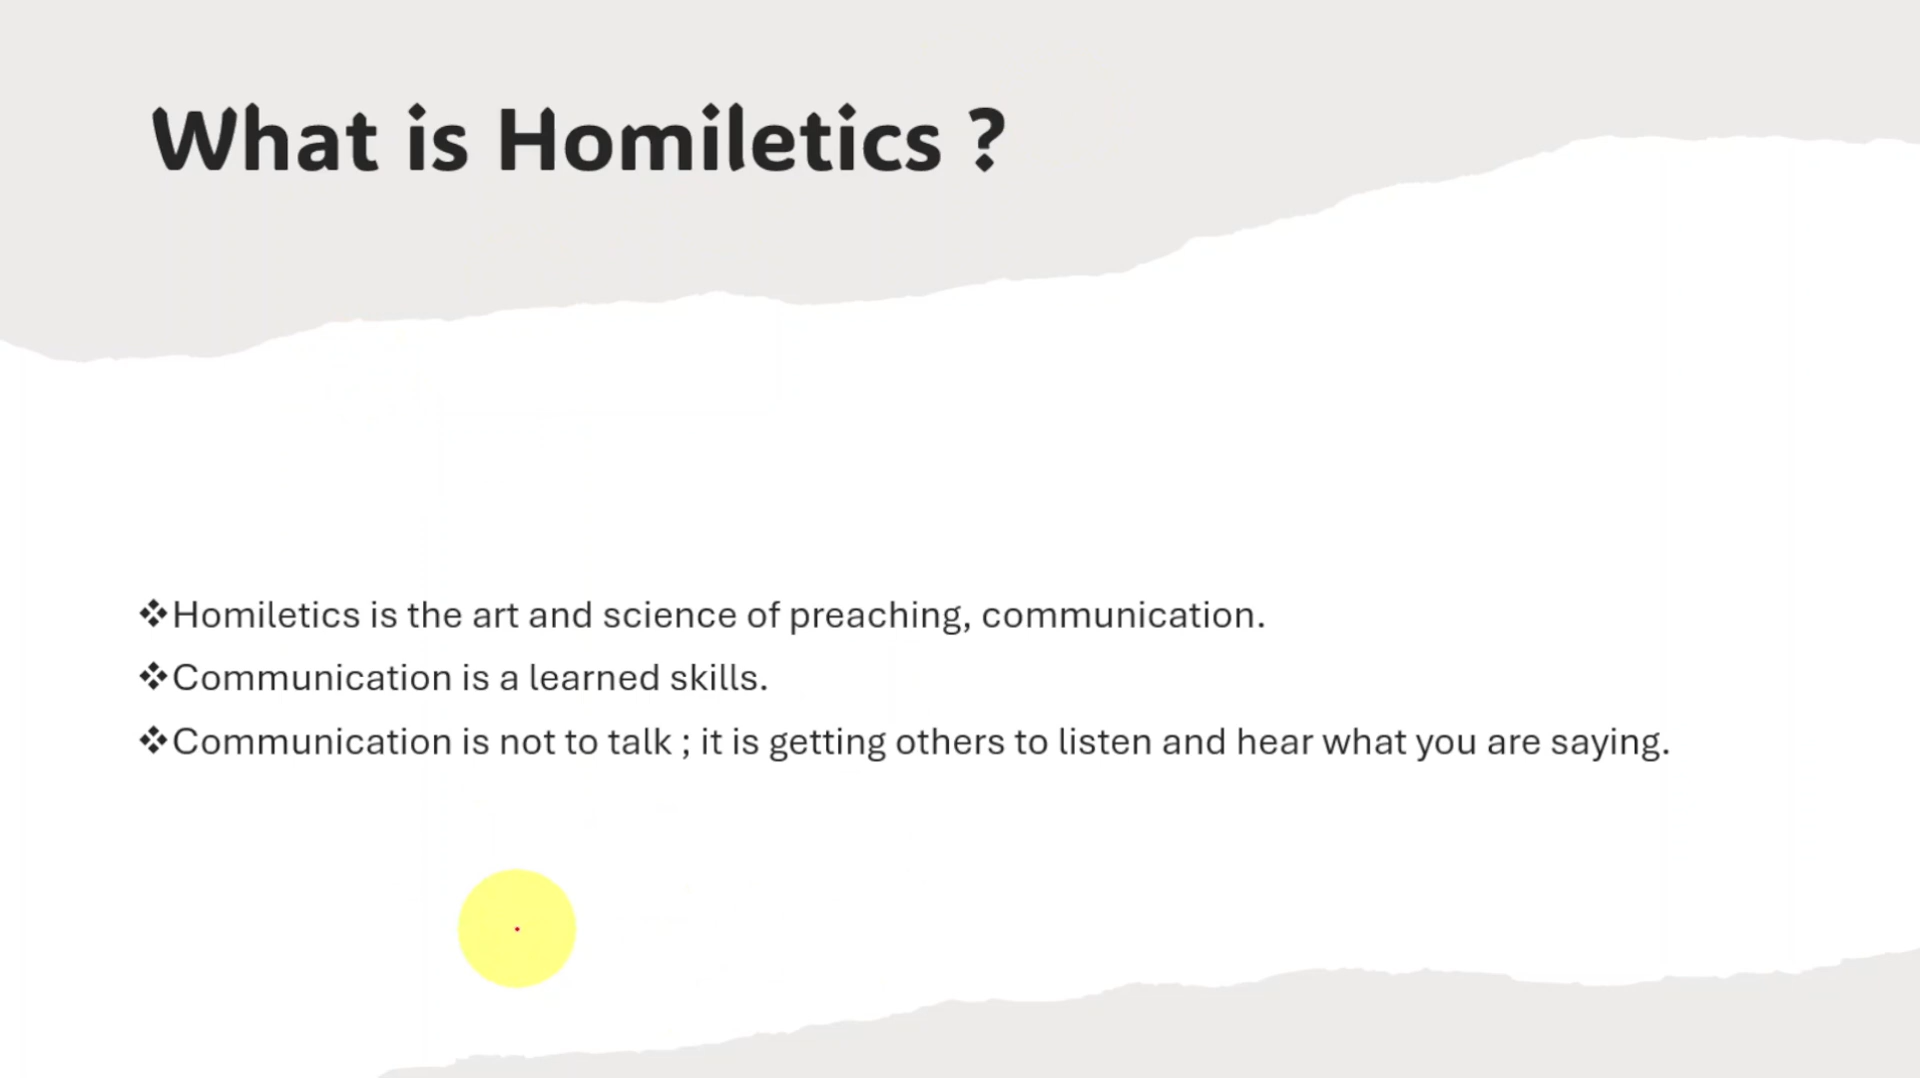 What is Homiletics ?
❖Homiletics is the art and science of preaching, communication.
❖Communication is a learned skills.
❖Communication is not to talk ; it is getting others to listen and hear what you are saying.